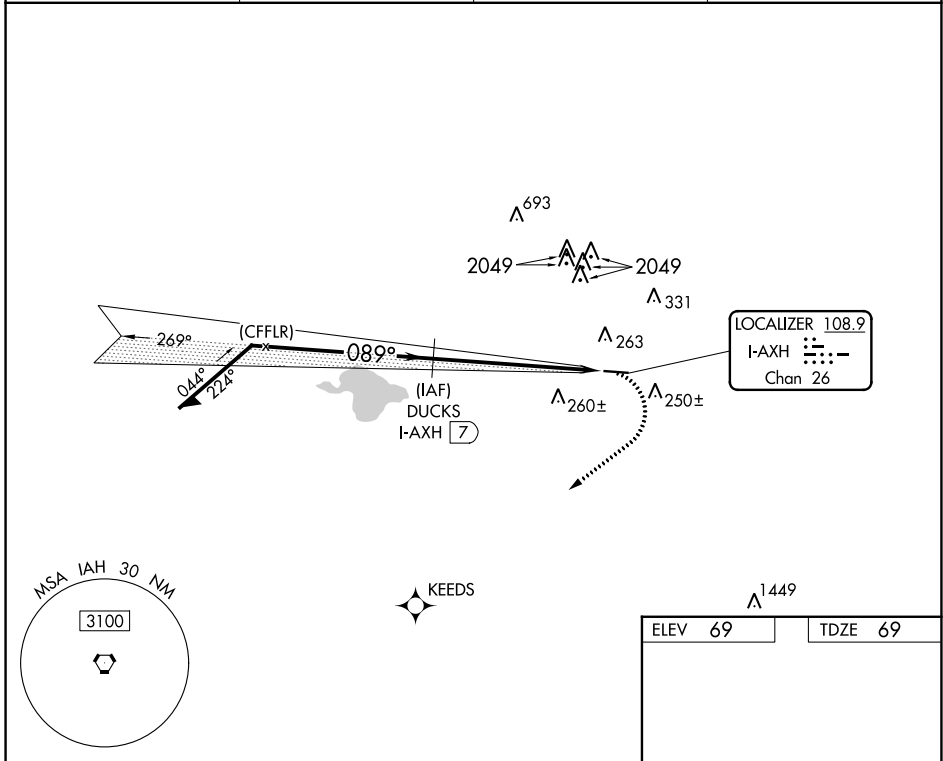 693
2049
2049
331
LOCALIZER 108.9
I-AXH
Chan 26
263
(CFFLR)
269°
089°
044°
224°
(IAF)
DUCKS
I-AXH 7
260±
250±
MSA IAH 30 NM
3100
KEEDS
1449
ELEV 69
TDZE 69